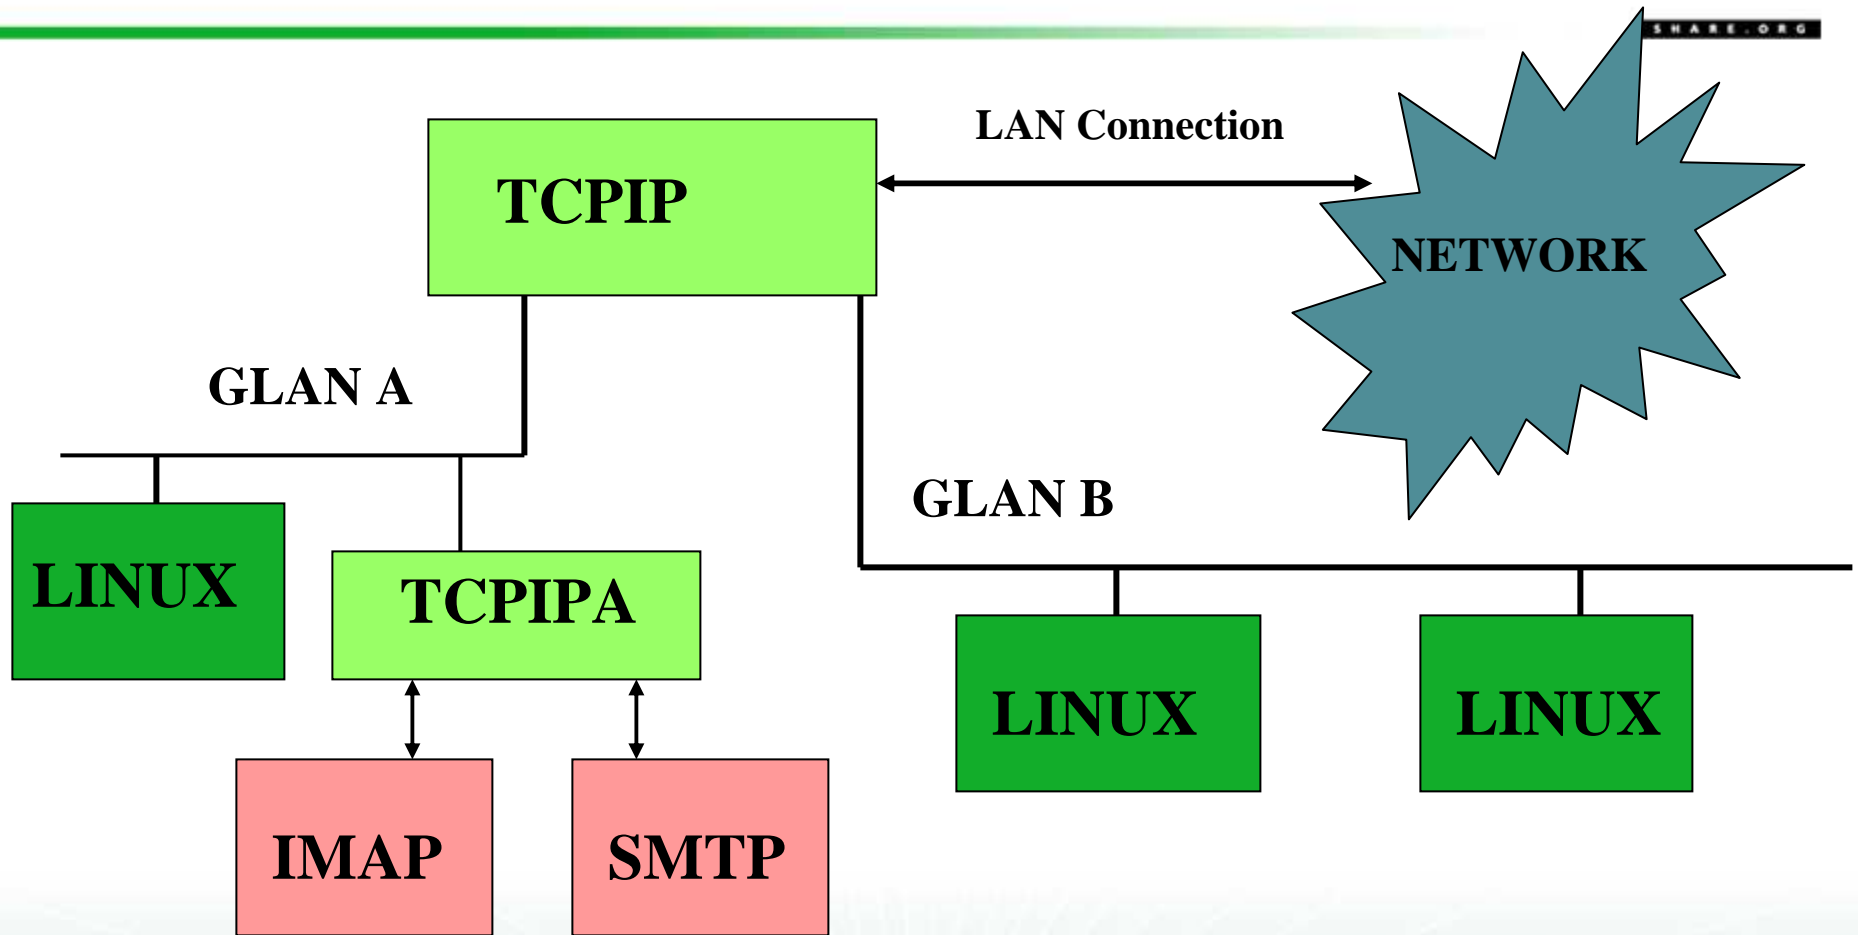 SHARE.ORG
LAN Connection
TCPIP
NETWORK
GLAN A
GLAN B
LINUX
TCPIPA
LINUX
LINUX
IMAP
SMTP